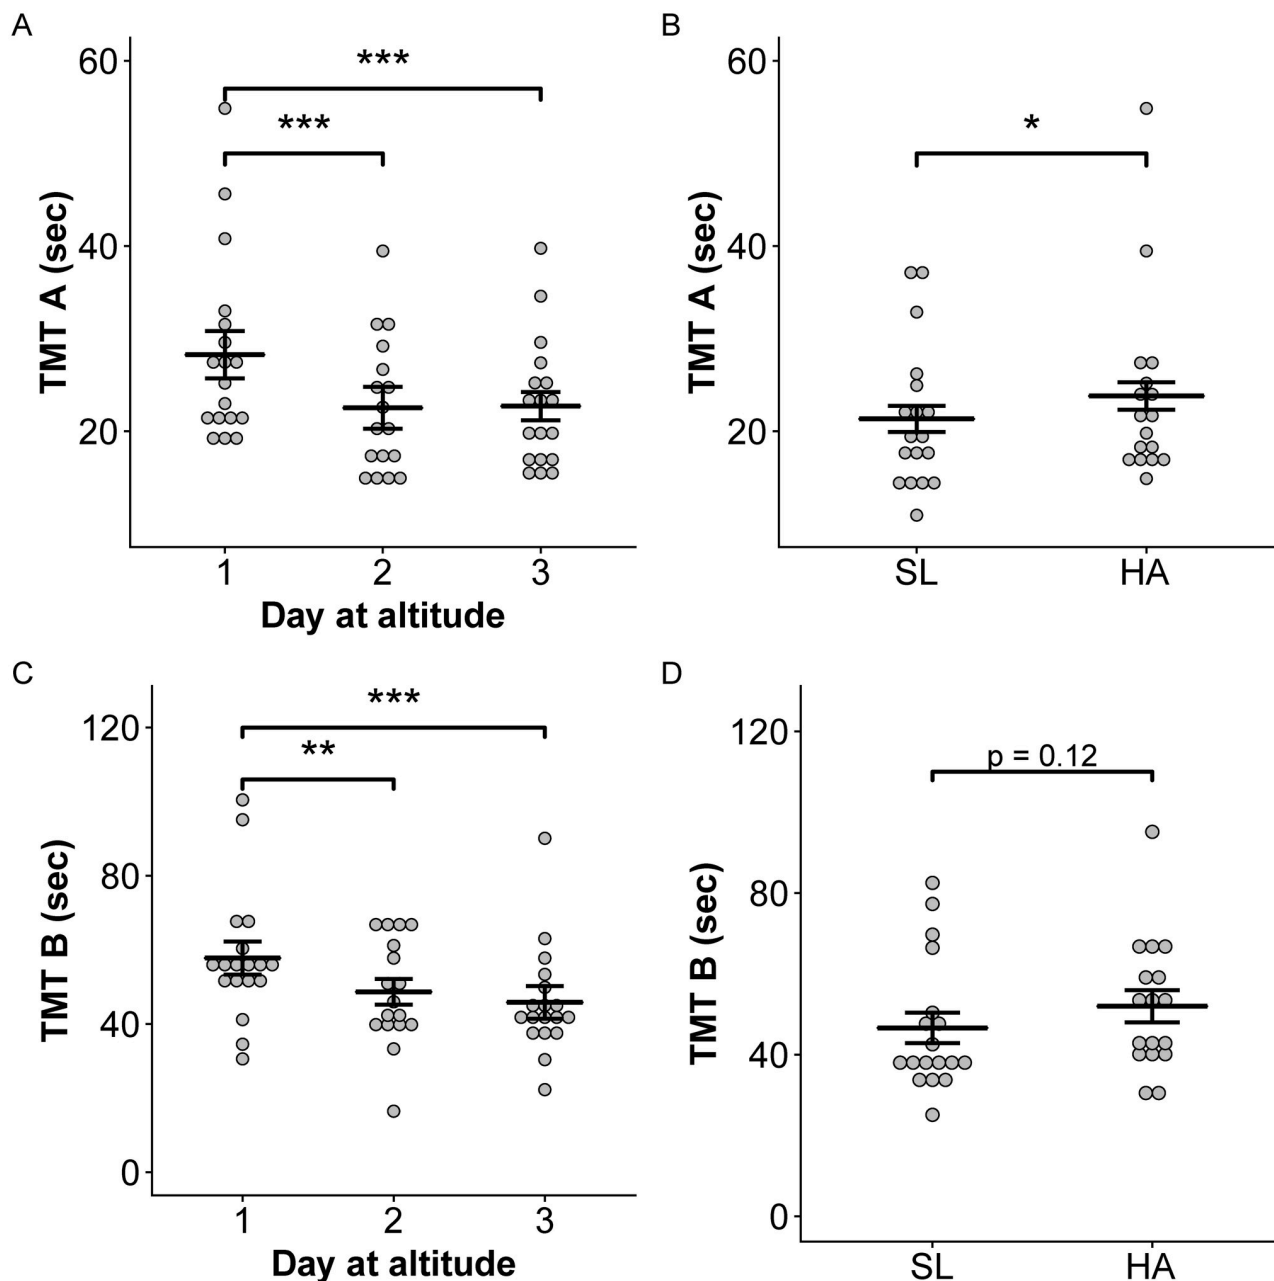 A
TMT A (sec)
60
40
20
***
***
1 2 3
Day at altitude
B
TMT A (sec)
60
40
20
*
SL HA
C
TMT B (sec)
120
80
40
0
***
**
1 2 3
Day at altitude
D
TMT B (sec)
120
80
40
0
p = 0.12
SL HA